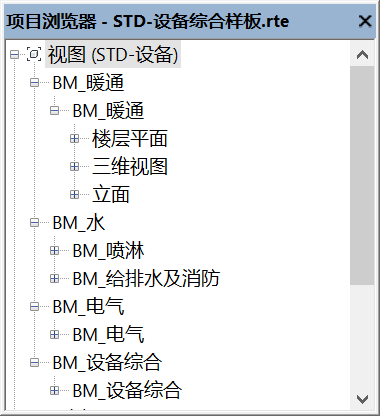 项目浏览器 - STD-设备综合样板.rte
视图 (STD-设备)
BM_暖通
BM_暖通
楼层平面
三维视图
立面
BM_水
BM_喷淋
BM_给排水及消防
BM_电气
BM_电气
BM_设备综合
BM_设备综合